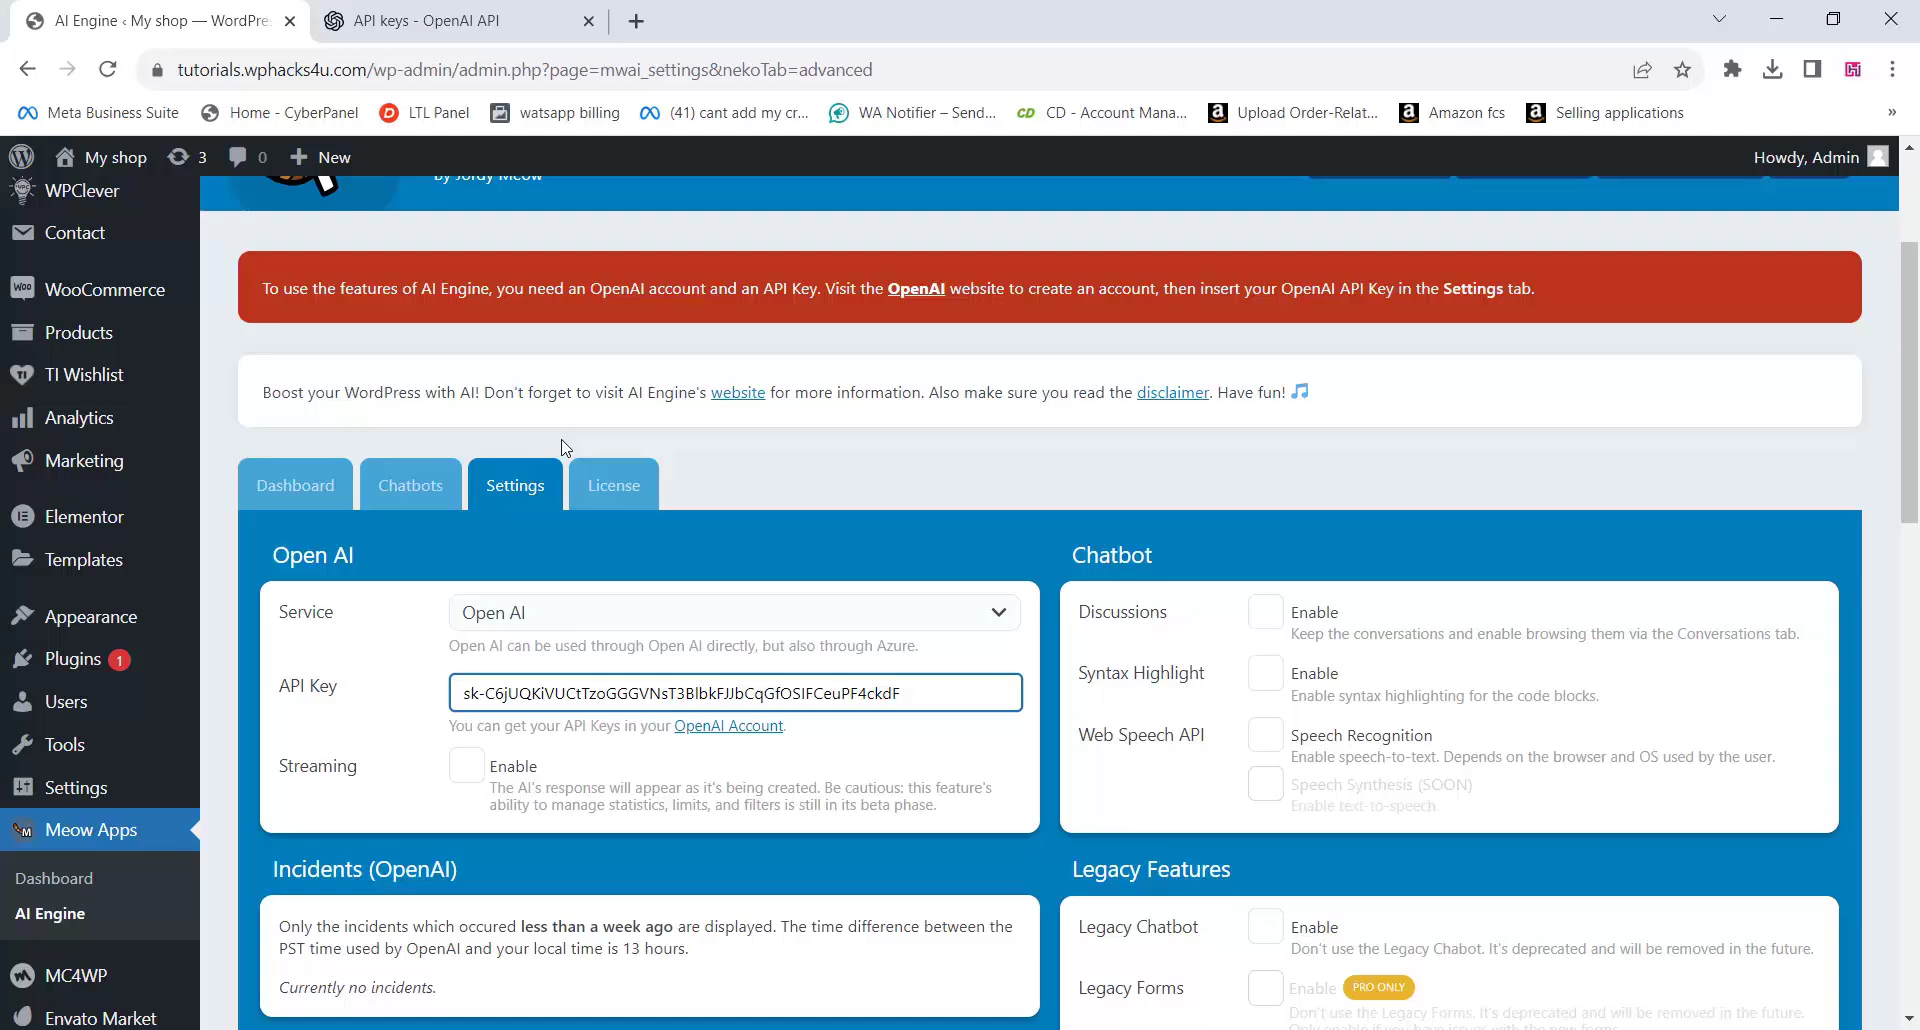 AI Engine ‹ My shop — WordPre
API keys - OpenAI API
tutorials.wphacks4u.com/wp-admin/admin.php?page=mwai_settings&nekoTab=advanced
Meta Business Suite
Home - CyberPanel
LTL Panel
watsapp billing
(41) cant add my cr...
WA Notifier – Send...
CD - Account Mana...
Upload Order-Relat...
Amazon fcs
Selling applications
»
My shop
3
0
New
Howdy, Admin
WPClever
By Jordy Meow
Contact
WooCommerce
Products
TI Wishlist
Analytics
Marketing
Elementor
Templates
Appearance
Plugins 1
Users
Tools
Settings
Meow Apps
Dashboard
AI Engine
MC4WP
Envato Market
To use the features of AI Engine, you need an OpenAI account and an API Key. Visit the OpenAI website to create an account, then insert your OpenAI API Key in the Settings tab.
Boost your WordPress with AI! Don't forget to visit AI Engine's website for more information. Also make sure you read the disclaimer. Have fun! 🎵
Dashboard
Chatbots
Settings
License
Open AI
Service
Open AI
Open AI can be used through Open AI directly, but also through Azure.
API Key
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
You can get your API Keys in your OpenAI Account.
Streaming
Enable
The AI's response will appear as it's being created. Be cautious: this feature's
ability to manage statistics, limits, and filters is still in its beta phase.
Incidents (OpenAI)
Only the incidents which occured less than a week ago are displayed. The time difference between the
PST time used by OpenAI and your local time is 13 hours.
Currently no incidents.
Chatbot
Discussions
Enable
Keep the conversations and enable browsing them via the Conversations tab.
Syntax Highlight
Enable
Enable syntax highlighting for the code blocks.
Web Speech API
Speech Recognition
Enable speech-to-text. Depends on the browser and OS used by the user.
Speech Synthesis (SOON)
Enable text-to-speech.
Legacy Features
Legacy Chatbot
Enable
Don't use the Legacy Chabot. It's deprecated and will be removed in the future.
Legacy Forms
Enable PRO ONLY
Don't use the Legacy Forms. It's deprecated and will be removed in the future.
Only enable if you have issues with the new forms.